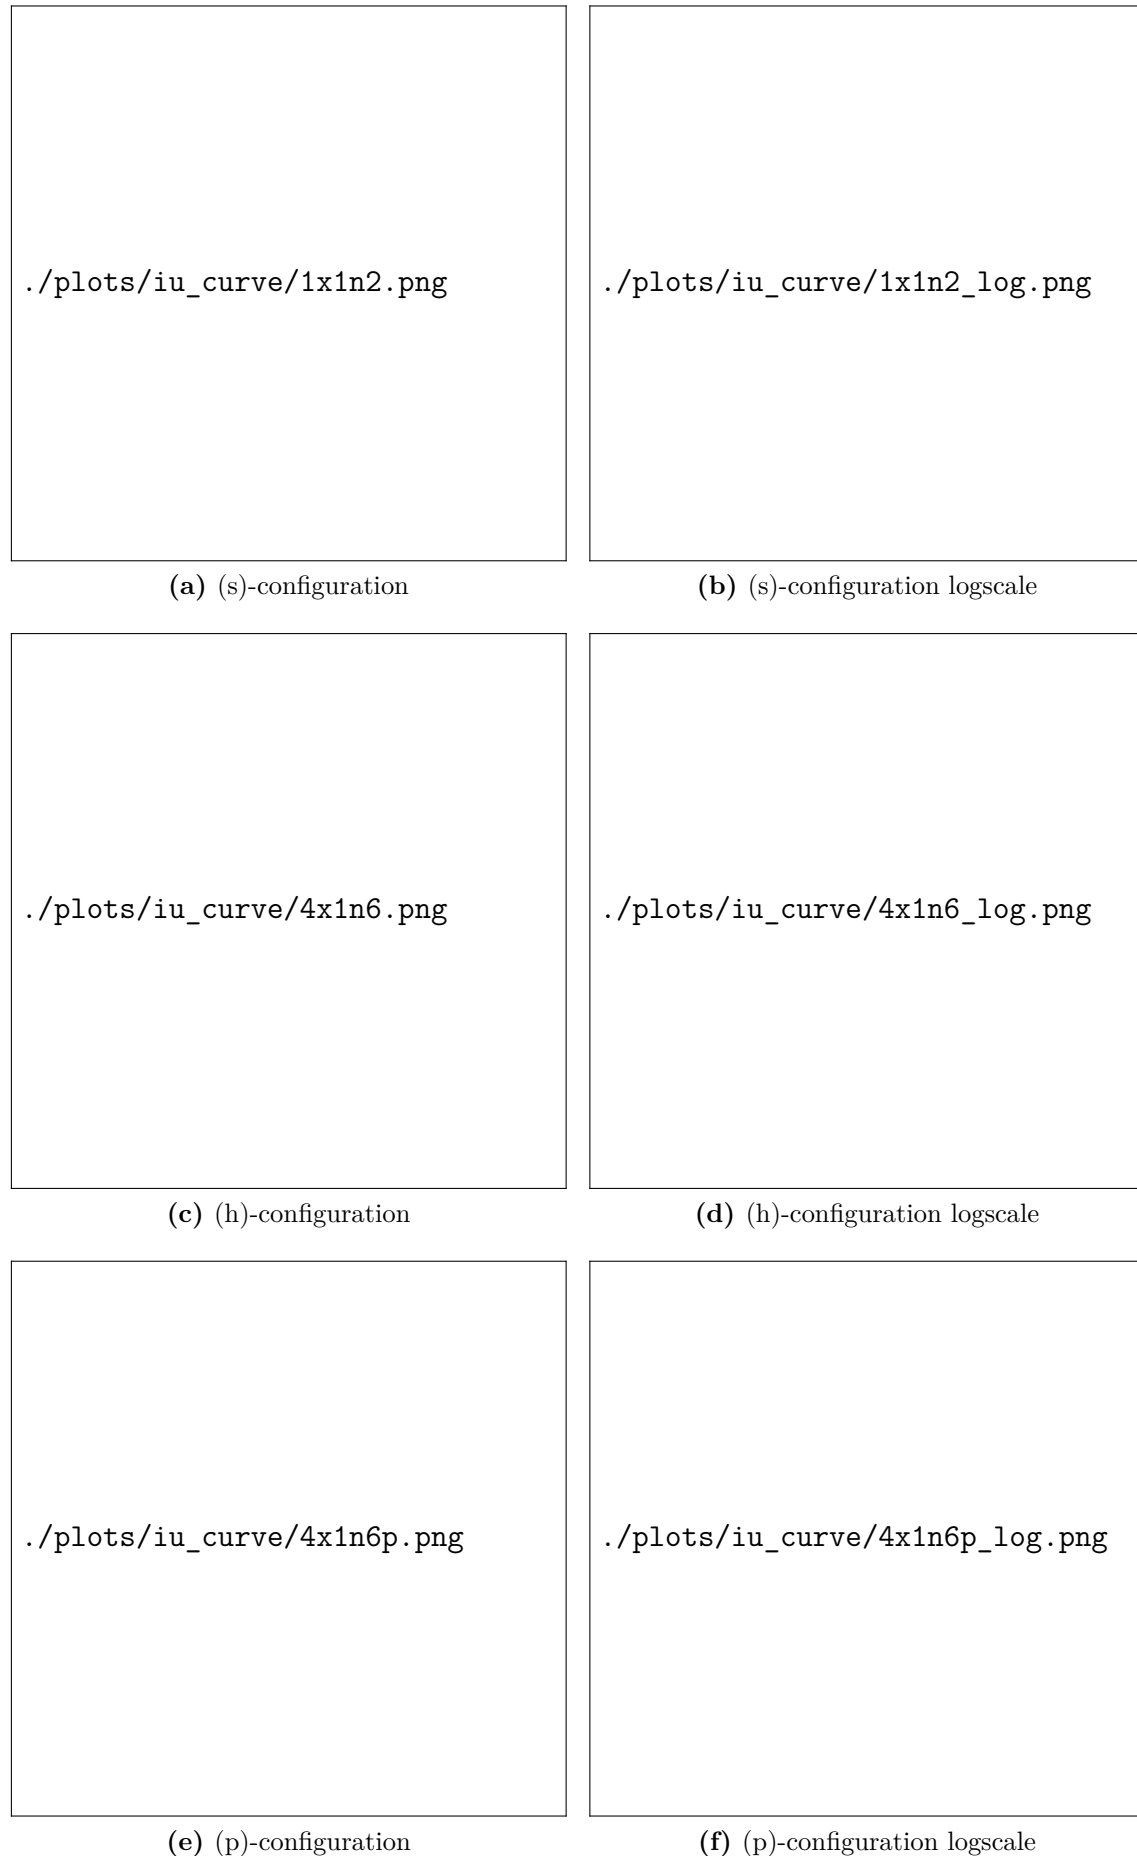 ./plots/iu_curve/1x1n2.png
./plots/iu_curve/1x1n2_log.png
(a) (s)-configuration
(b) (s)-configuration logscale
./plots/iu_curve/4x1n6.png
./plots/iu_curve/4x1n6_log.png
(c) (h)-configuration
(d) (h)-configuration logscale
./plots/iu_curve/4x1n6p.png
./plots/iu_curve/4x1n6p_log.png
(e) (p)-configuration
(f) (p)-configuration logscale